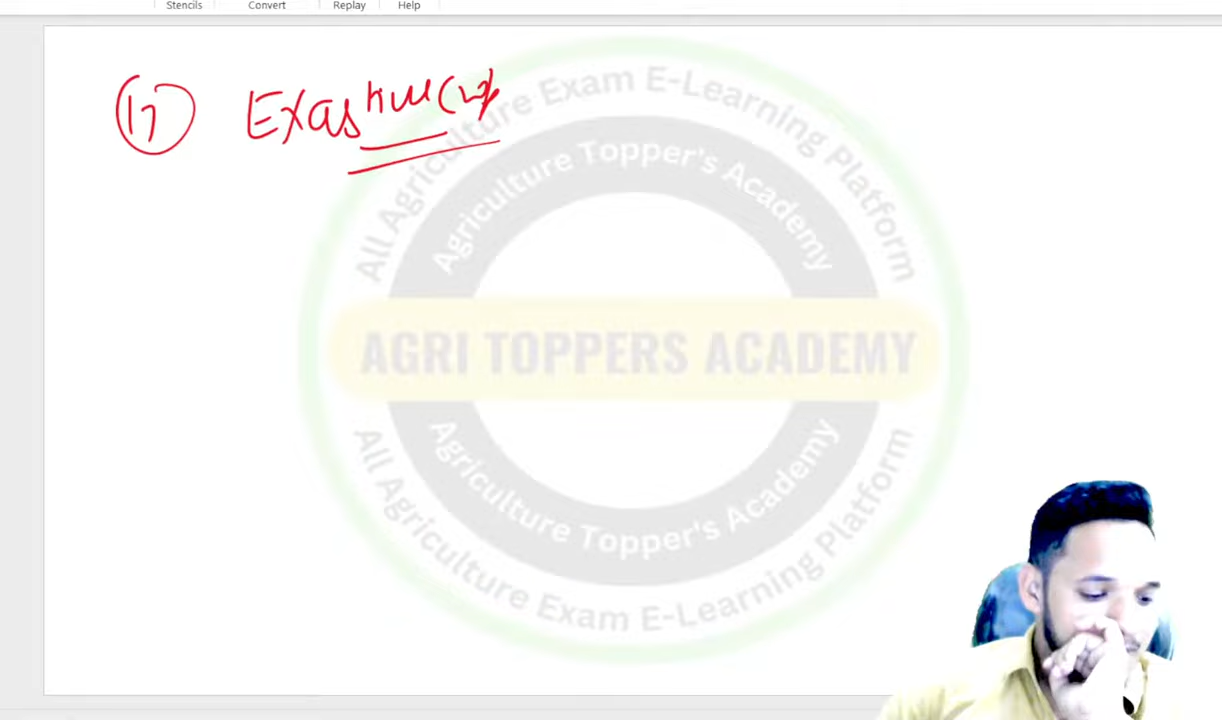 Stencils Convert Replay Help
17
All Agriculture Exam E-Learning Platform
Agriculture Topper's Academy
AGRI TOPPERS ACADEMY
Agriculture Topper's Academy
All Agriculture Exam E-Learning Platform